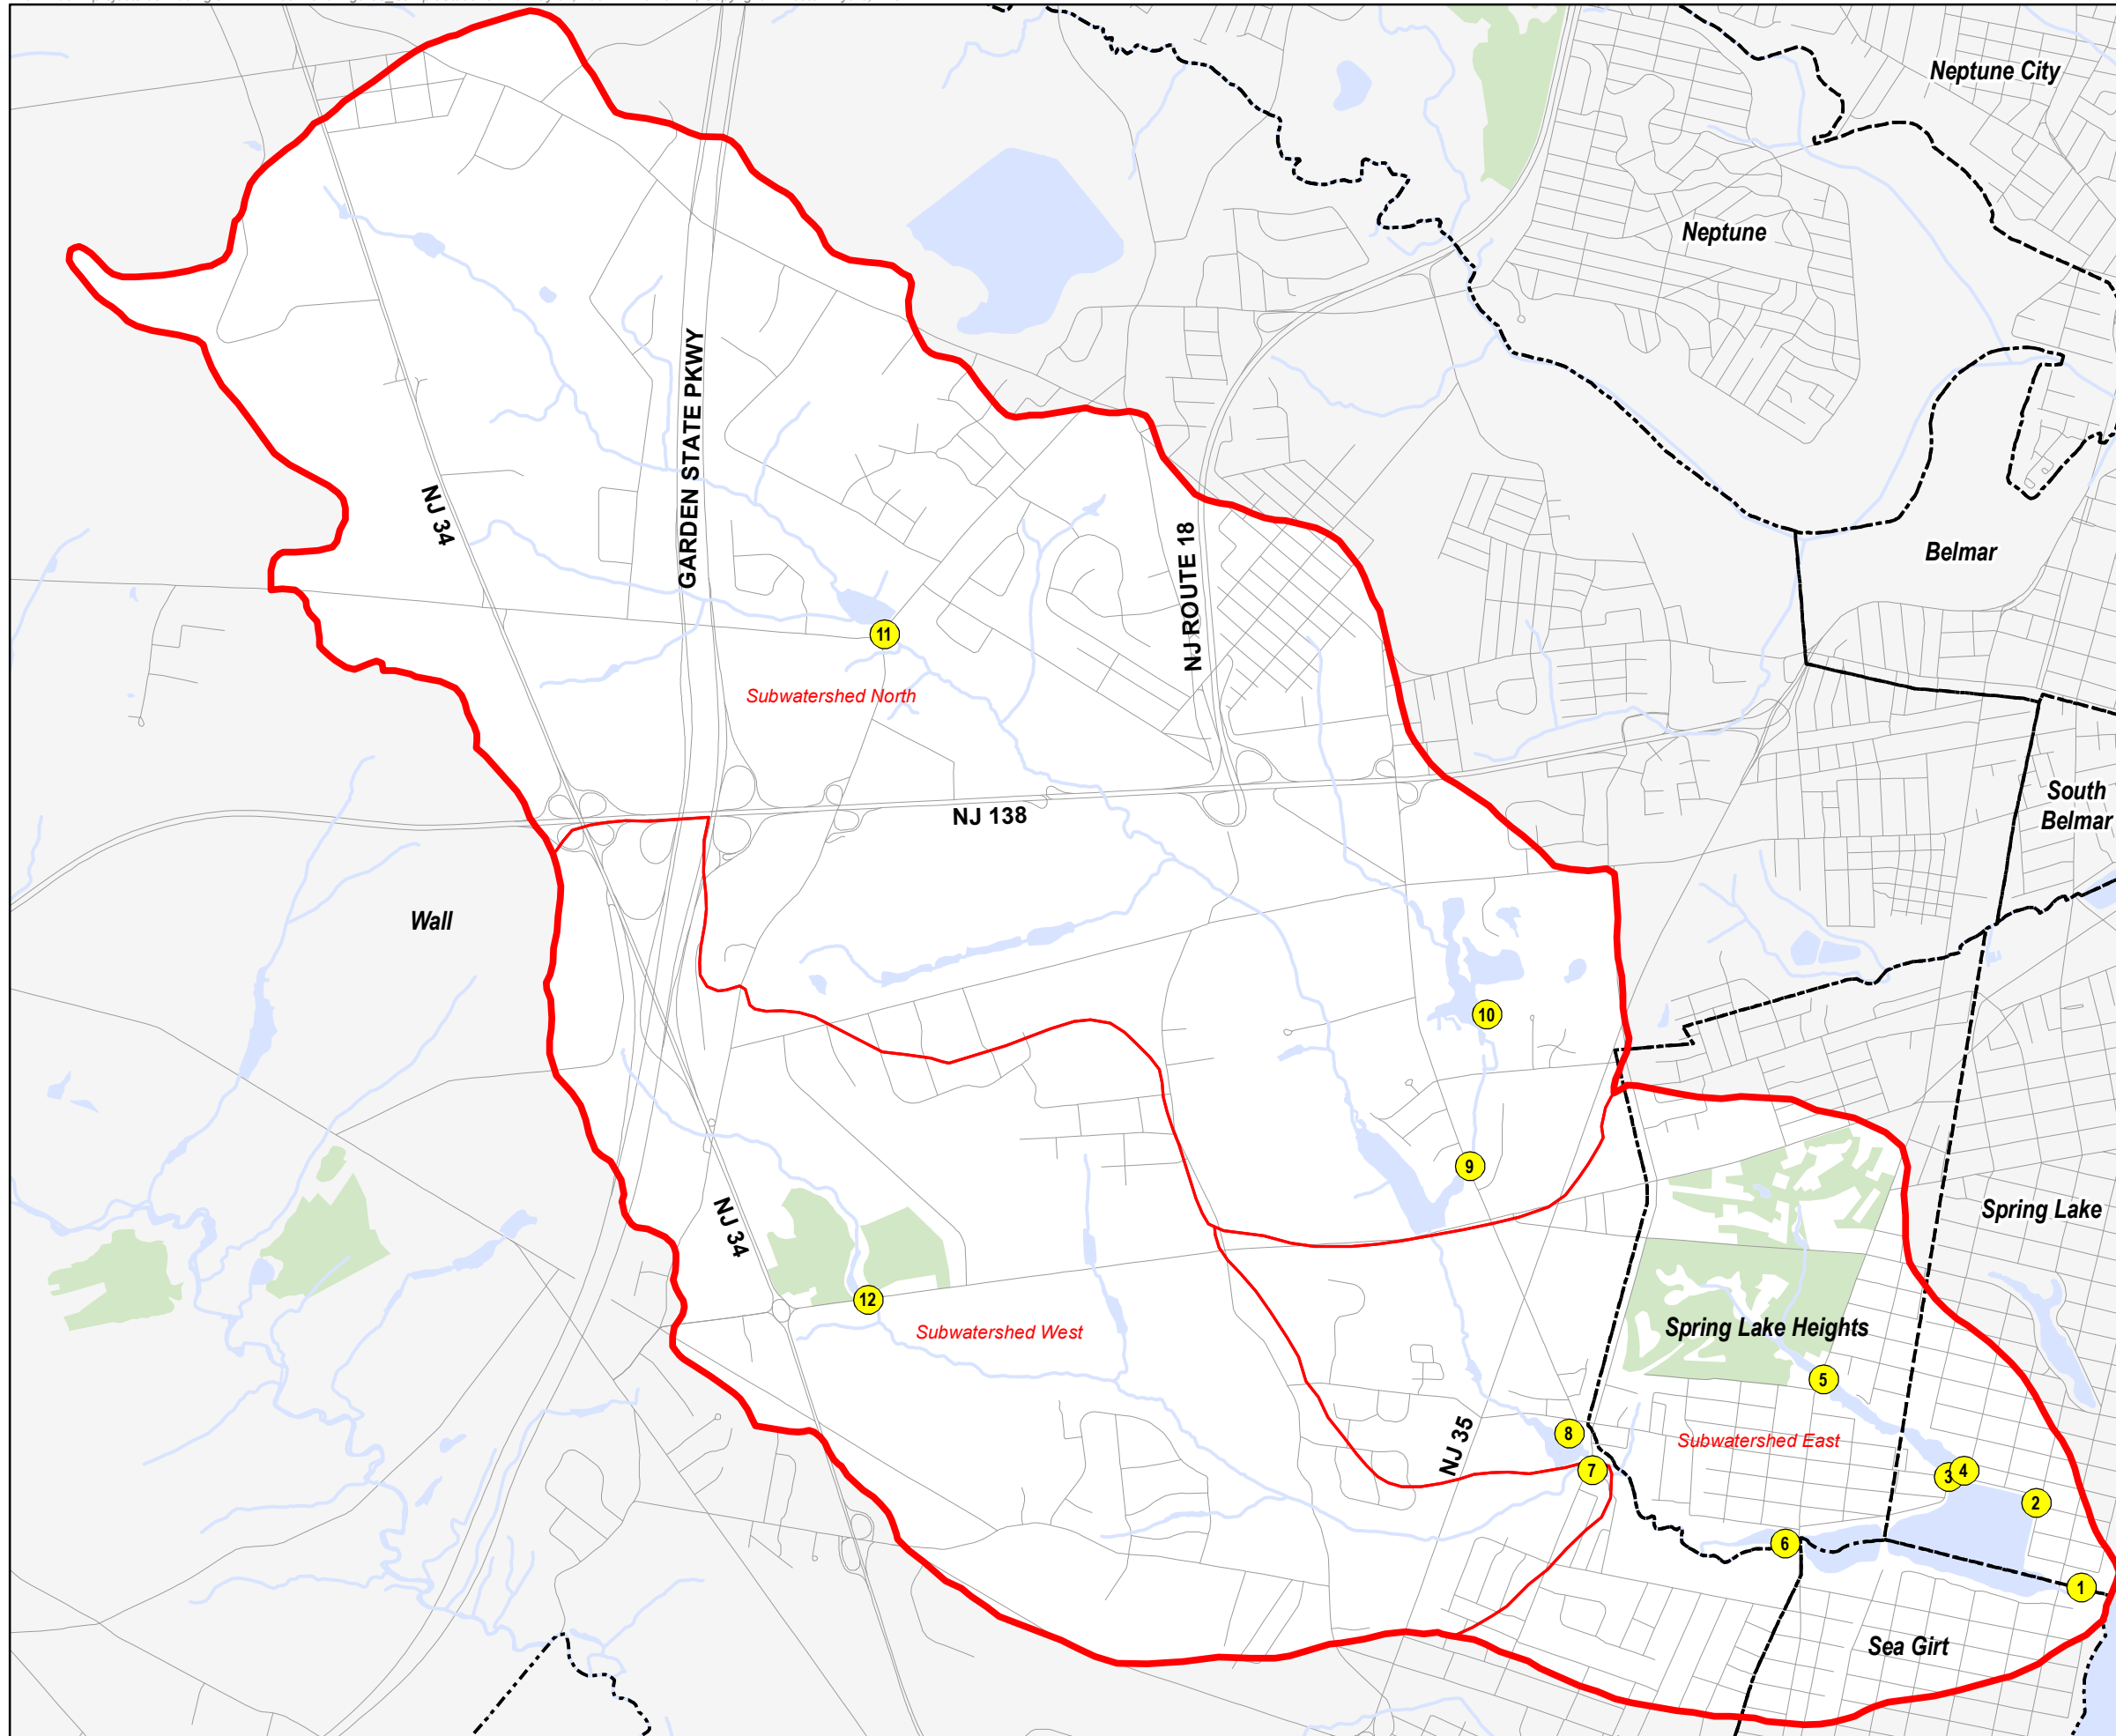 Neptune City
Neptune
NJ 34
GARDEN STATE PKWY
NJ ROUTE 18
Belmar
11
Subwatershed North
NJ 138
South
Belmar
Wall
10
9
Spring Lake
NJ 34
12
Subwatershed West
Spring Lake Heights
5
NJ 35
8
Subwatershed East
7
3
4
2
6
1
Sea Girt